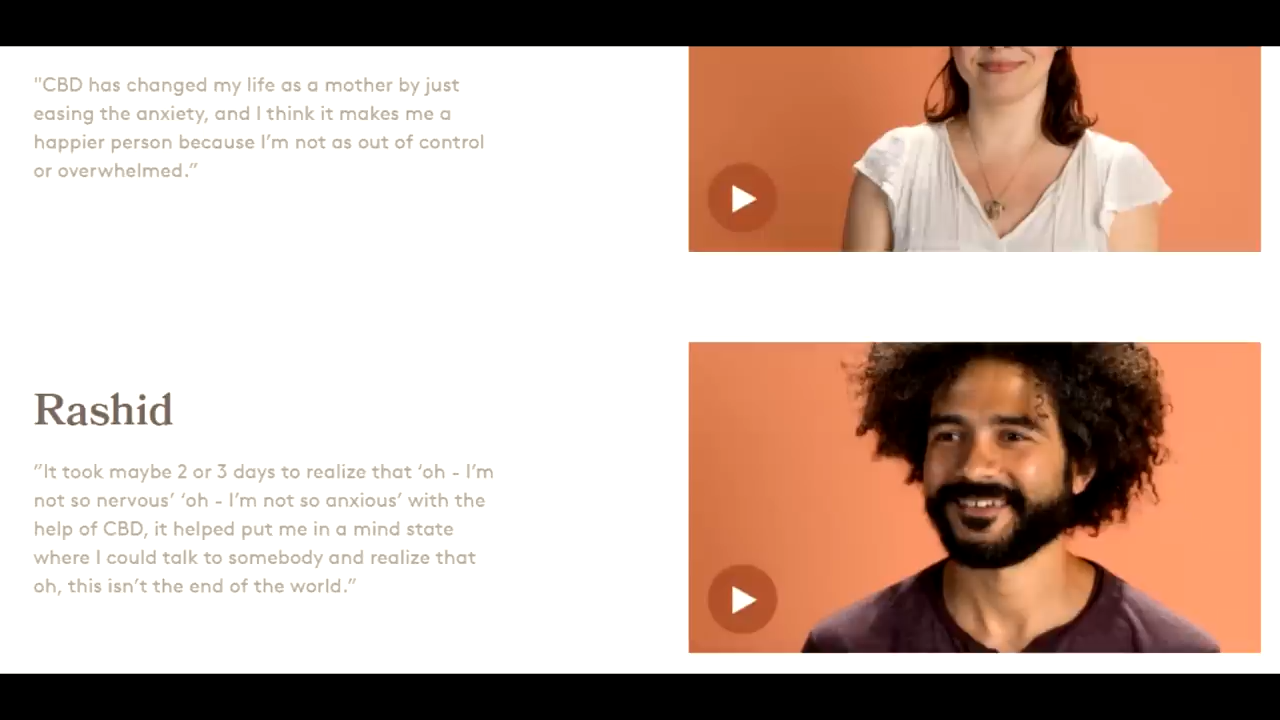 "CBD has changed my life as a mother by just
easing the anxiety, and I think it makes me a
happier person because I’m not as out of control
or overwhelmed.”
Rashid
”It took maybe 2 or 3 days to realize that ‘oh - I’m
not so nervous’ ‘oh - I’m not so anxious’ with the
help of CBD, it helped put me in a mind state
where I could talk to somebody and realize that
oh, this isn’t the end of the world.”